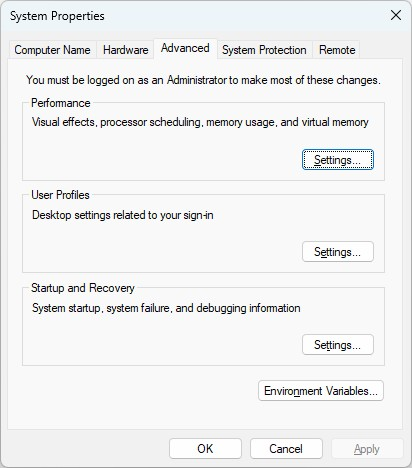 System Properties
Computer Name Hardware Advanced System Protection Remote
You must be logged on as an Administrator to make most of these changes.
Performance
Visual effects, processor scheduling, memory usage, and virtual memory
Settings...
User Profiles
Desktop settings related to your sign-in
Settings...
Startup and Recovery
System startup, system failure, and debugging information
Settings...
Environment Variables...
OK Cancel Apply